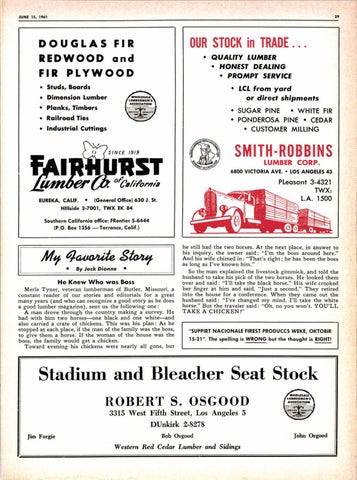 JUNE 15, 1961
29
DOUGLAS FIR
REDWOOD and
FIR PLYWOOD
• Studs, Boards
• Dimension Lumber
• Planks, Timbers
• Railroad Ties
• Industrial Cuttings
SINCE 1919
FAIRHURST
Lumber Co. of California
EUREKA, CALIF. • (General Office) 630 J. St.
Hillside 3-7001, TWX EK 84
Southern California office: FRontier 5-6444
(P.O. Box 1356 — Torrance, Calif.)
OUR STOCK in TRADE . . .
• QUALITY LUMBER
• HONEST DEALING
• PROMPT SERVICE
• LCL from yard
or direct shipments
• SUGAR PINE • WHITE FIR
• PONDEROSA PINE • CEDAR
• CUSTOMER MILLING
SMITH-ROBBINS
LUMBER CORP.
6800 VICTORIA AVE. • LOS ANGELES 43
PLeasant 3-4321
TWX:
L.A. 1500
My Favorite Story
• By Jack Dionne •
He Knew Who was Boss
Merle Tyner, veteran lumberman of Butler, Missouri, a
constant reader of our stories and editorials for a great
many years (and who can recognize a good story as he does
a good lumber magazine), sent us the following:
A man drove through the country making a survey. He
had with him two horses—one black and one white—and
also carried a crate of chickens. This was his plan: As he
stopped at each place, if the man of the family was the boss,
to give them a horse. If the woman of the house was the
boss, the family would get a chicken.
Toward evening his chickens were nearly all gone, but
he still had the two horses. At the next place, in answer to
his inquiry, the owner said: "I'm the boss around here."
And his wife chimed in: "That's right; he has been the boss
as long as I've known him."
So the man explained the livestock gimmick, and told the
husband to take his pick of the two horses. He looked them
over and said: "I'll take the black horse." His wife crooked
her finger at him and said, "Just a second." They retired
into the house for a conference. When they came out the
husband said: "I've changed my mind. I'll take the white
horse." But the traveler said: "Oh, no you won't. YOU'LL
TAKE A CHICKEN!"
"SUPPRT NACIONALE FIREST PRODUCS WEKE, OKTOBIR
15-21". The spelling is WRONG but the thought is RIGHT!
Stadium and Bleacher Seat Stock
ROBERT S. OSGOOD
3315 West Fifth Street, Los Angeles 5
DUnkirk 2-8278
Jim Forgie
Bob Osgood
John Osgood
Western Red Cedar Lumber and Sidings